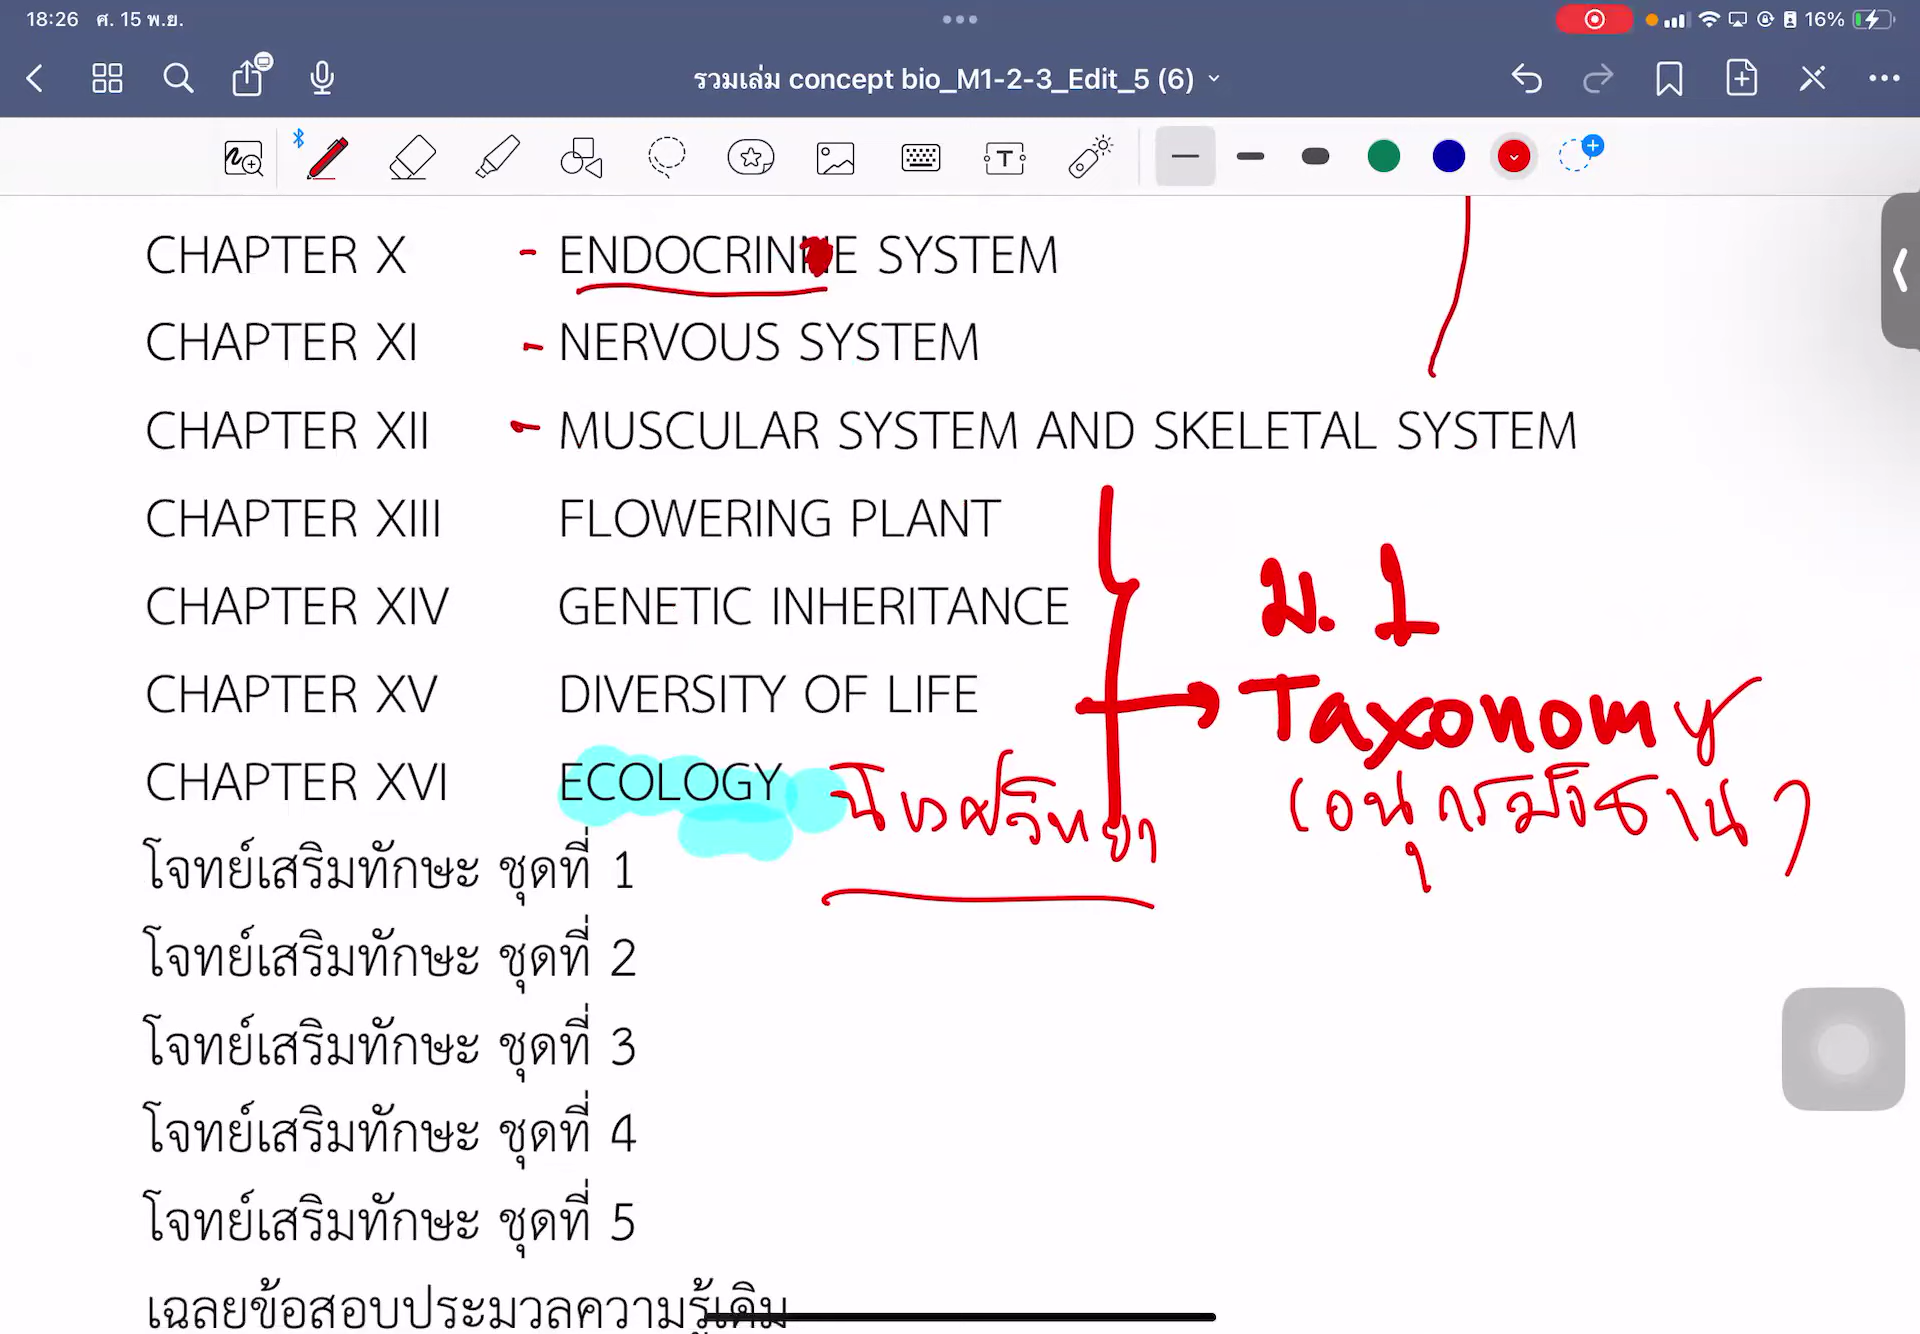 18:26 ศ. 15 พ.ย.
16%
รวมเล่ม concept bio_M1-2-3_Edit_5 (6)
CHAPTER X - ENDOCRINE SYSTEM
CHAPTER XI - NERVOUS SYSTEM
CHAPTER XII - MUSCULAR SYSTEM AND SKELETAL SYSTEM
CHAPTER XIII FLOWERING PLANT
CHAPTER XIV GENETIC INHERITANCE
ม. 1
CHAPTER XV DIVERSITY OF LIFE
Taxonomy
CHAPTER XVI ECOLOGY นิเวศวิทยา
(อนุกรมวิธาน)
โจทย์เสริมทักษะ ชุดที่ 1
โจทย์เสริมทักษะ ชุดที่ 2
โจทย์เสริมทักษะ ชุดที่ 3
โจทย์เสริมทักษะ ชุดที่ 4
โจทย์เสริมทักษะ ชุดที่ 5
เฉลยข้อสอบประมวลความรู้เดิม